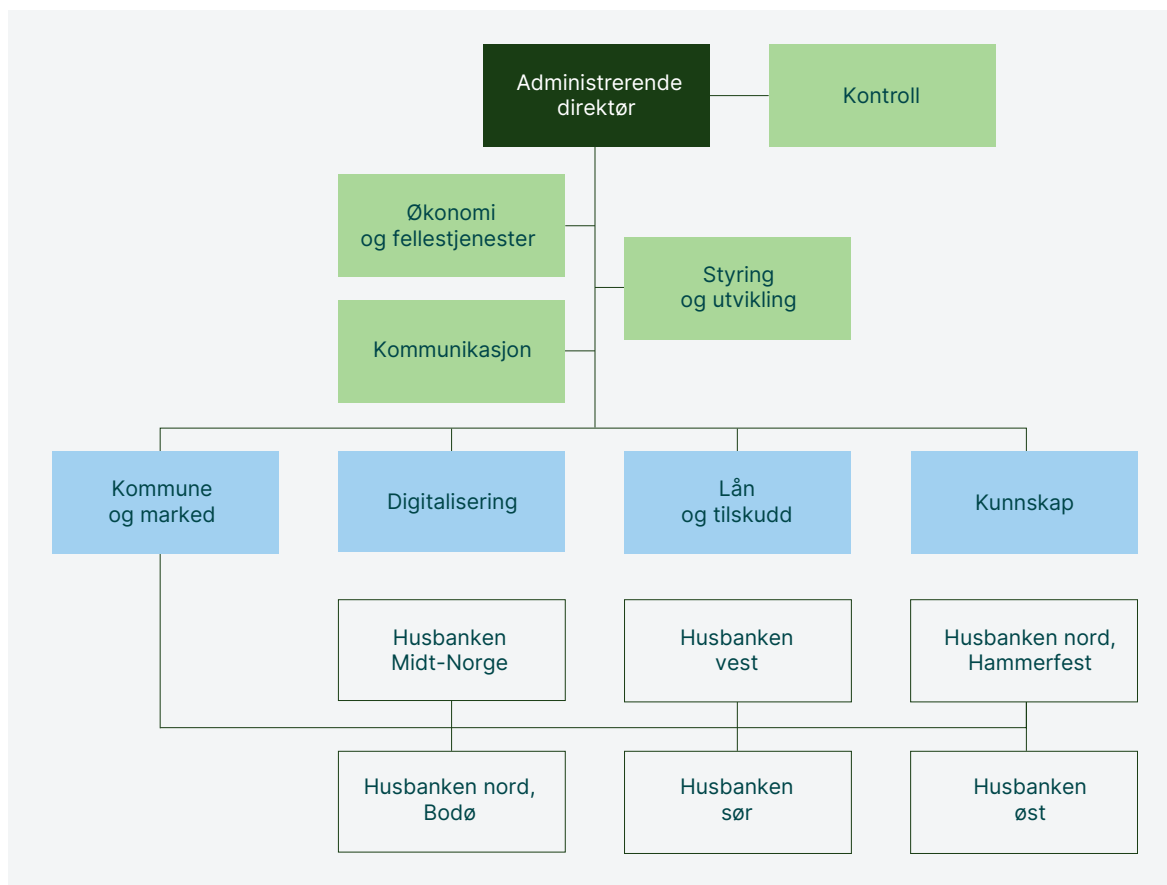 Administrerende
direktør
Kontroll
Økonomi
og fellestjenester
Styring
og utvikling
Kommunikasjon
Kommune
og marked
Digitalisering
Lån
og tilskudd
Kunnskap
Husbanken
Midt-Norge
Husbanken
vest
Husbanken nord,
Hammerfest
Husbanken nord,
Bodø
Husbanken
sør
Husbanken
øst